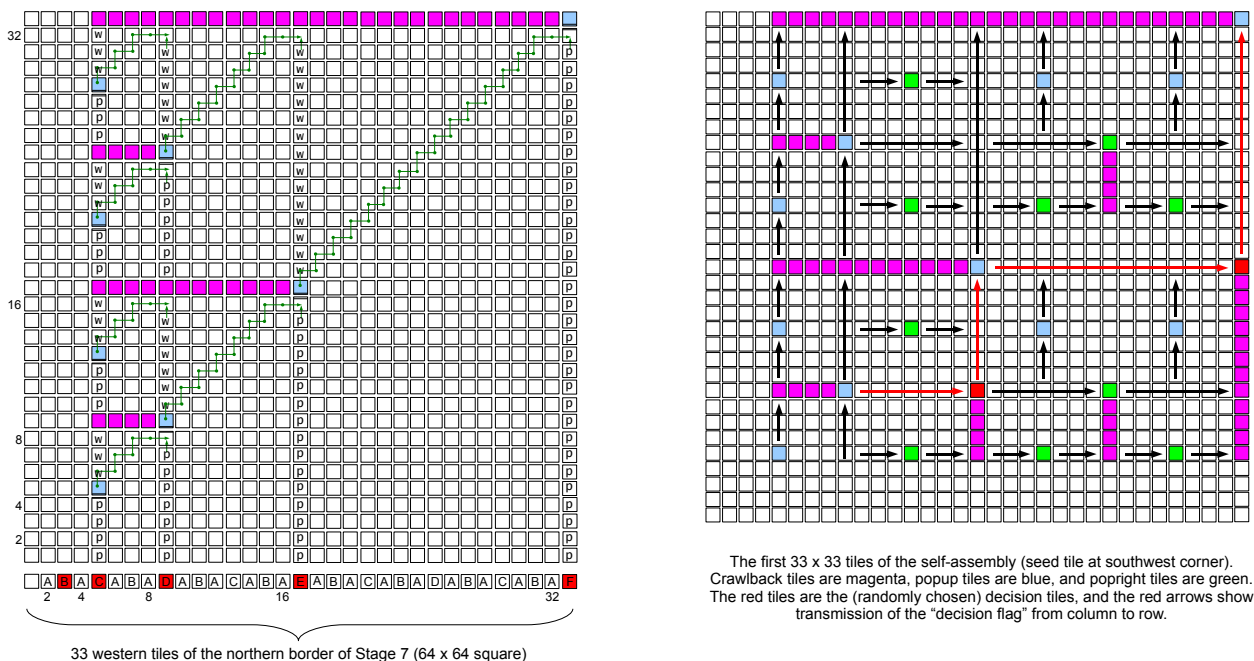 32 w w w
w w w p
w w w p
w w p
p w w p
p w w p
p w w p
w p
w w p
w p w p
w p w p
p w p
p p w p
p p w p
p p w p
p
16 w w p
w w p p
w w p p
w p p
p w p p
p w p p
p w p p
p p
8 w p p
w p p p
w p p p
p p p
4 p p p p
p p p p
2 p p p p
p p p p
A B A C A B A D A B A C A B A E A B A C A B A D A B A C A B A F
2 4 8 16 32
33 western tiles of the northern border of Stage 7 (64 x 64 square)
The first 33 x 33 tiles of the self-assembly (seed tile at southwest corner).
Crawlback tiles are magenta, popup tiles are blue, and popright tiles are green.
The red tiles are the (randomly chosen) decision tiles, and the red arrows show
transmission of the “decision flag” from column to row.